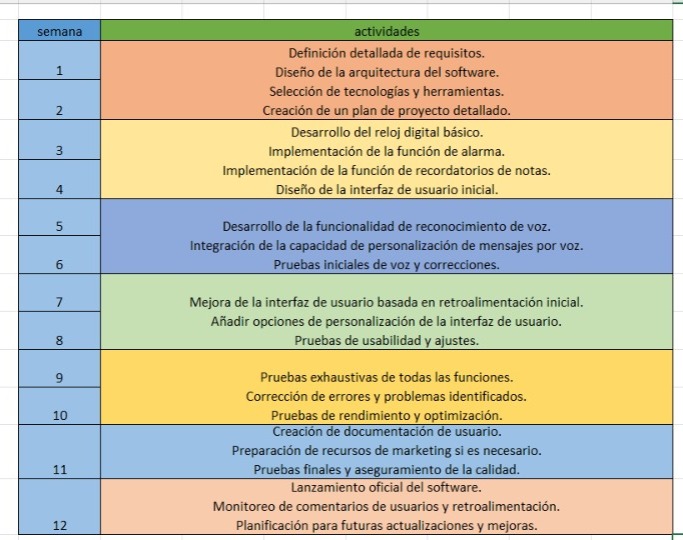 semana actividades
Definición detallada de requisitos.
1 Diseño de la arquitectura del software.
Selección de tecnologías y herramientas.
2 Creación de un plan de proyecto detallado.
Desarrollo del reloj digital básico.
3 Implementación de la función de alarma.
Implementación de la función de recordatorios de notas.
4 Diseño de la interfaz de usuario inicial.
5 Desarrollo de la funcionalidad de reconocimiento de voz.
Integración de la capacidad de personalización de mensajes por voz.
6 Pruebas iniciales de voz y correcciones.
7 Mejora de la interfaz de usuario basada en retroalimentación inicial.
Añadir opciones de personalización de la interfaz de usuario.
8 Pruebas de usabilidad y ajustes.
9 Pruebas exhaustivas de todas las funciones.
Corrección de errores y problemas identificados.
10 Pruebas de rendimiento y optimización.
Creación de documentación de usuario.
Preparación de recursos de marketing si es necesario.
11 Pruebas finales y aseguramiento de la calidad.
Lanzamiento oficial del software.
Monitoreo de comentarios de usuarios y retroalimentación.
12 Planificación para futuras actualizaciones y mejoras.